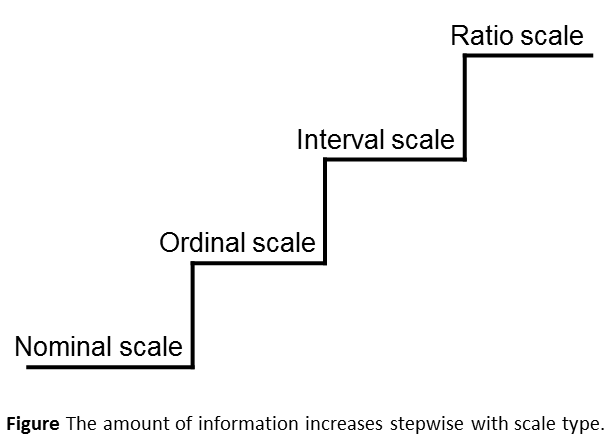 Ratio scale
Interval scale
Ordinal scale
Nominal scale
Figure The amount of information increases stepwise with scale type.